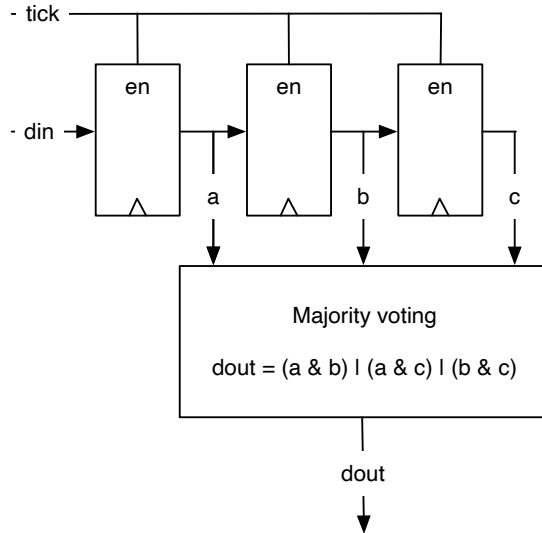 tick
en en en
din
a b c
Majority voting
dout = (a & b) | (a & c) | (b & c)
dout